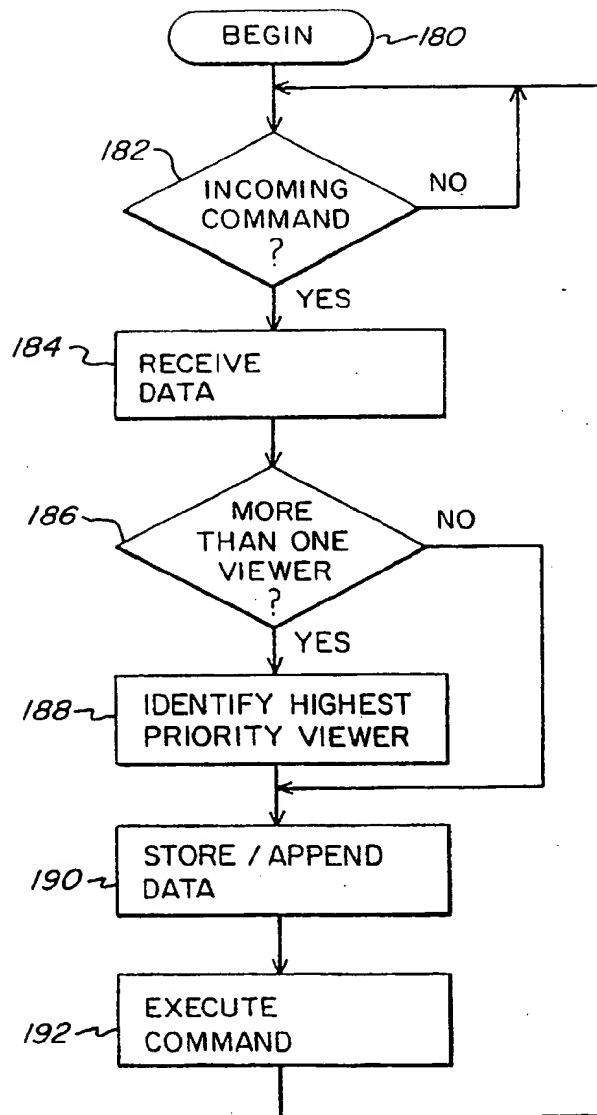 BEGIN
180
182
INCOMING
COMMAND
?
NO
YES
184
RECEIVE
DATA
186
MORE
THAN ONE
VIEWER
?
NO
YES
188
IDENTIFY HIGHEST
PRIORITY VIEWER
190
STORE / APPEND
DATA
192
EXECUTE
COMMAND